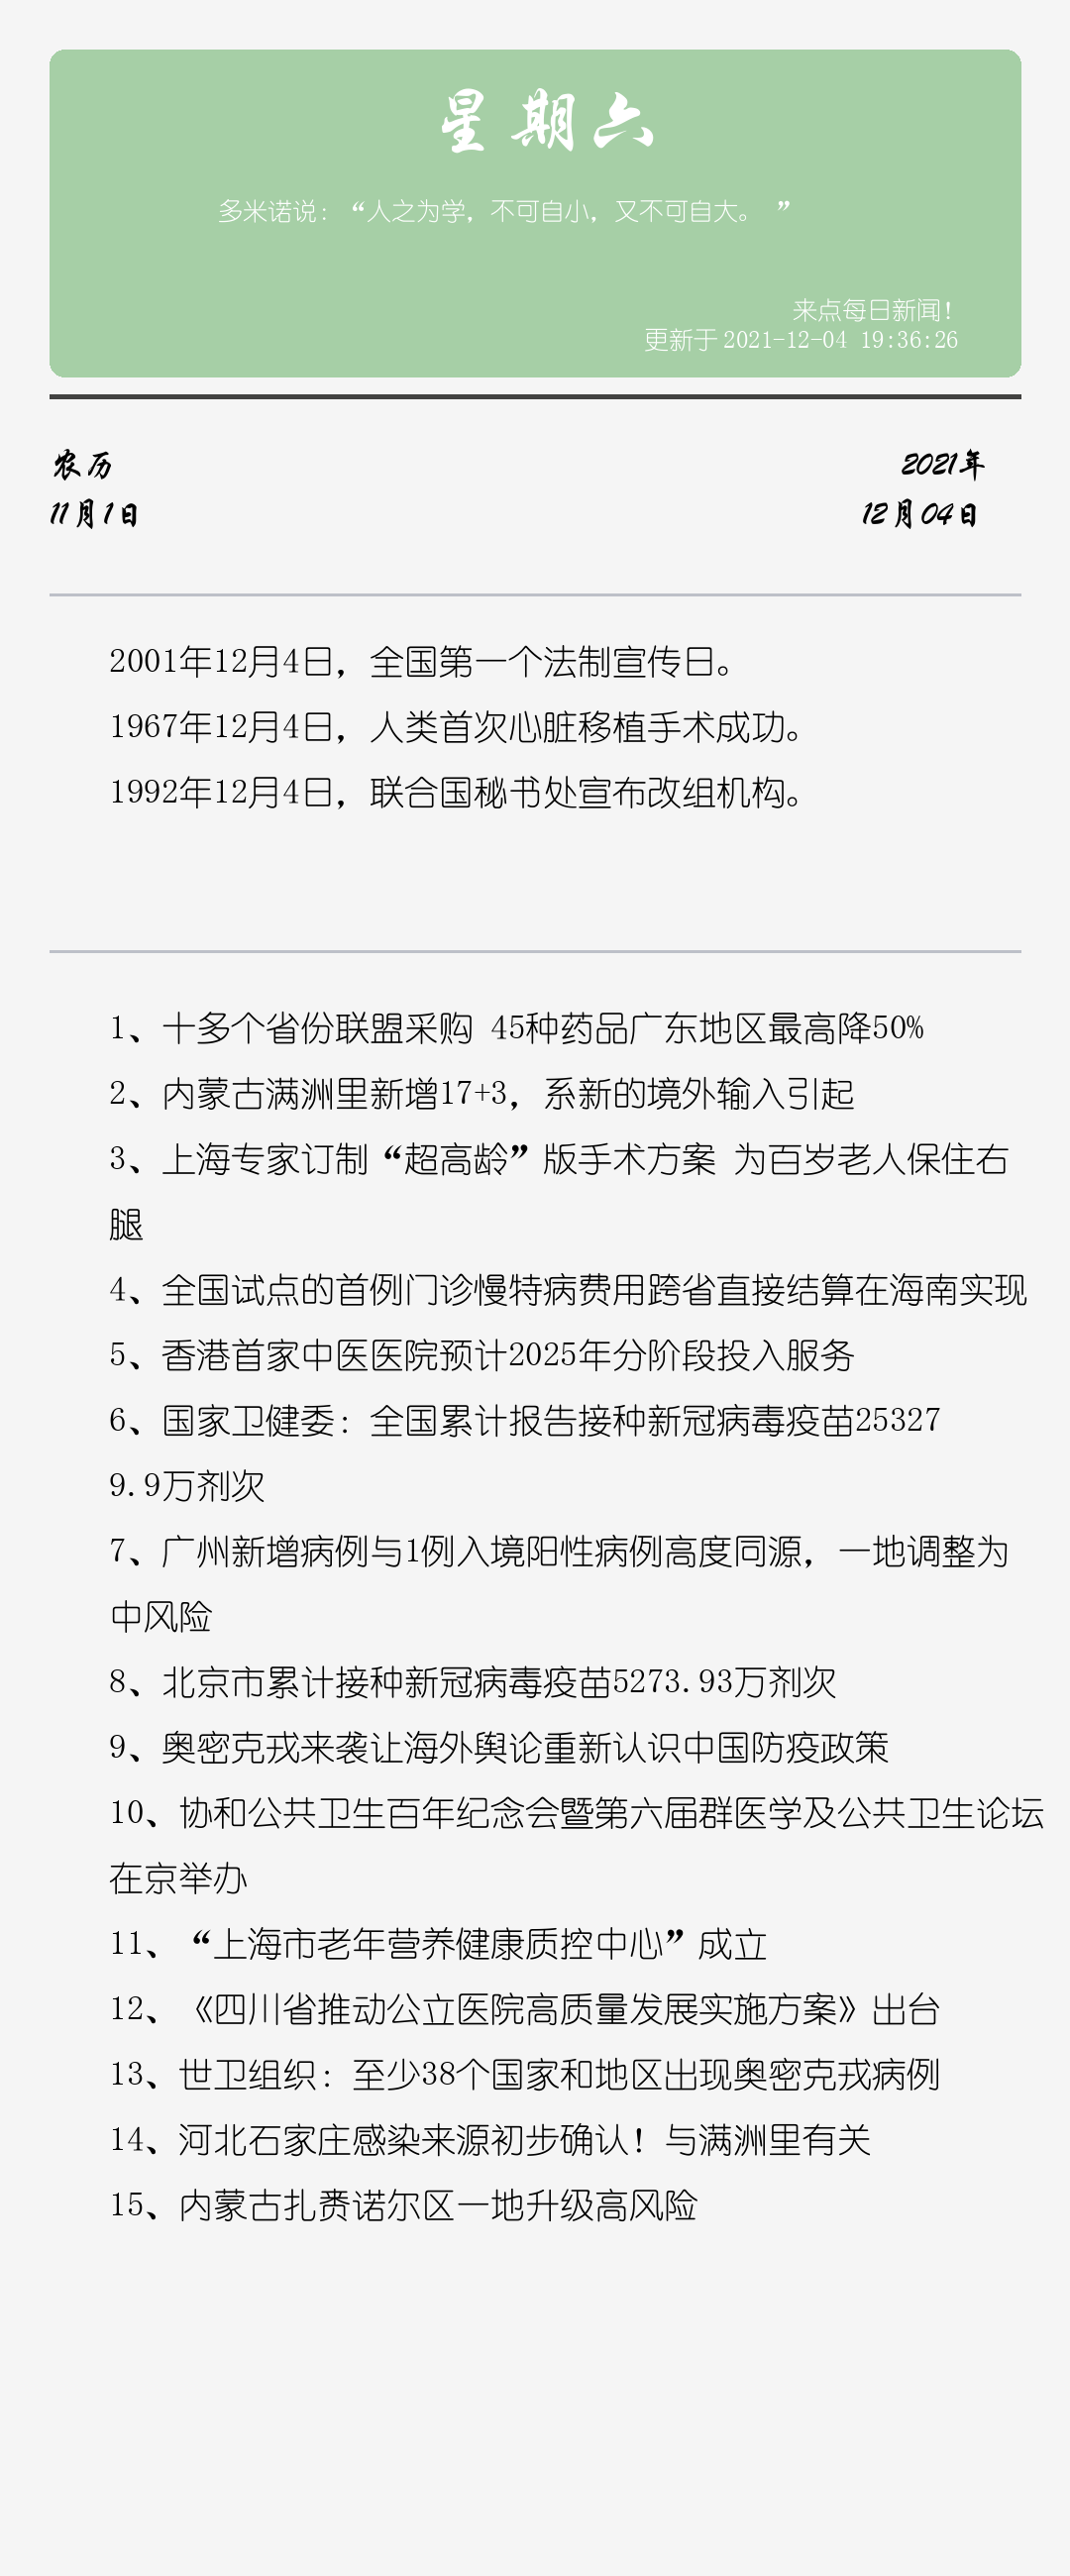 星期六
多米诺说：“人之为学，不可自小，又不可自大。 ”
来点每日新闻！
更新于 2021-12-04 19:36:26
农历
2021年
11月1日
12月04日
2001年12月4日，全国第一个法制宣传日。
1967年12月4日，人类首次心脏移植手术成功。
1992年12月4日，联合国秘书处宣布改组机构。
1、十多个省份联盟采购 45种药品广东地区最高降50%
2、内蒙古满洲里新增17+3，系新的境外输入引起
3、上海专家订制“超高龄”版手术方案 为百岁老人保住右
腿
4、全国试点的首例门诊慢特病费用跨省直接结算在海南实现
5、香港首家中医医院预计2025年分阶段投入服务
6、国家卫健委：全国累计报告接种新冠病毒疫苗25327
9.9万剂次
7、广州新增病例与1例入境阳性病例高度同源，一地调整为
中风险
8、北京市累计接种新冠病毒疫苗5273.93万剂次
9、奥密克戎来袭让海外舆论重新认识中国防疫政策
10、协和公共卫生百年纪念会暨第六届群医学及公共卫生论坛
在京举办
11、“上海市老年营养健康质控中心”成立
12、《四川省推动公立医院高质量发展实施方案》出台
13、世卫组织：至少38个国家和地区出现奥密克戎病例
14、河北石家庄感染来源初步确认！与满洲里有关
15、内蒙古扎赉诺尔区一地升级高风险